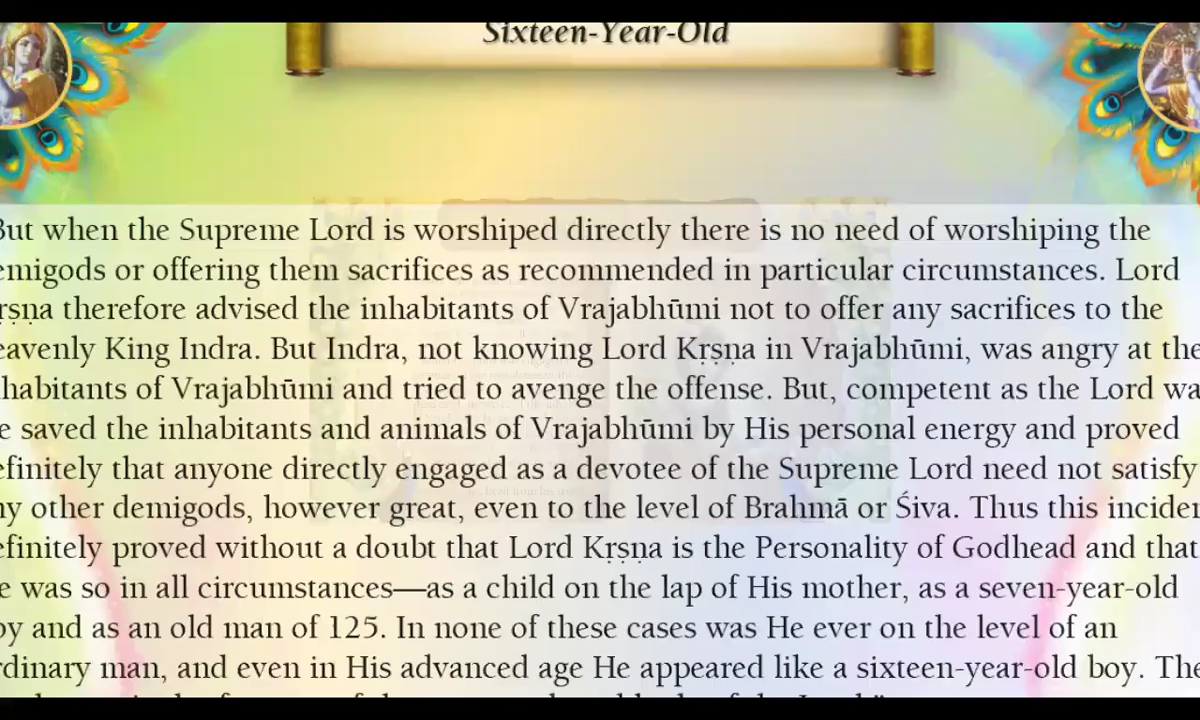 Sixteen-Year-Old
But when the Supreme Lord is worshiped directly there is no need of worshiping the
emigods or offering them sacrifices as recommended in particular circumstances. Lord
ṛṣṇa therefore advised the inhabitants of Vrajabhūmi not to offer any sacrifices to the
eavenly King Indra. But Indra, not knowing Lord Kṛṣṇa in Vrajabhūmi, was angry at the
habitants of Vrajabhūmi and tried to avenge the offense. But, competent as the Lord wa
e saved the inhabitants and animals of Vrajabhūmi by His personal energy and proved
efinitely that anyone directly engaged as a devotee of the Supreme Lord need not satisfy
ny other demigods, however great, even to the level of Brahmā or Śiva. Thus this inciden
efinitely proved without a doubt that Lord Kṛṣṇa is the Personality of Godhead and that
e was so in all circumstances—as a child on the lap of His mother, as a seven-year-old
oy and as an old man of 125. In none of these cases was He ever on the level of an
rdinary man, and even in His advanced age He appeared like a sixteen-year-old boy. The